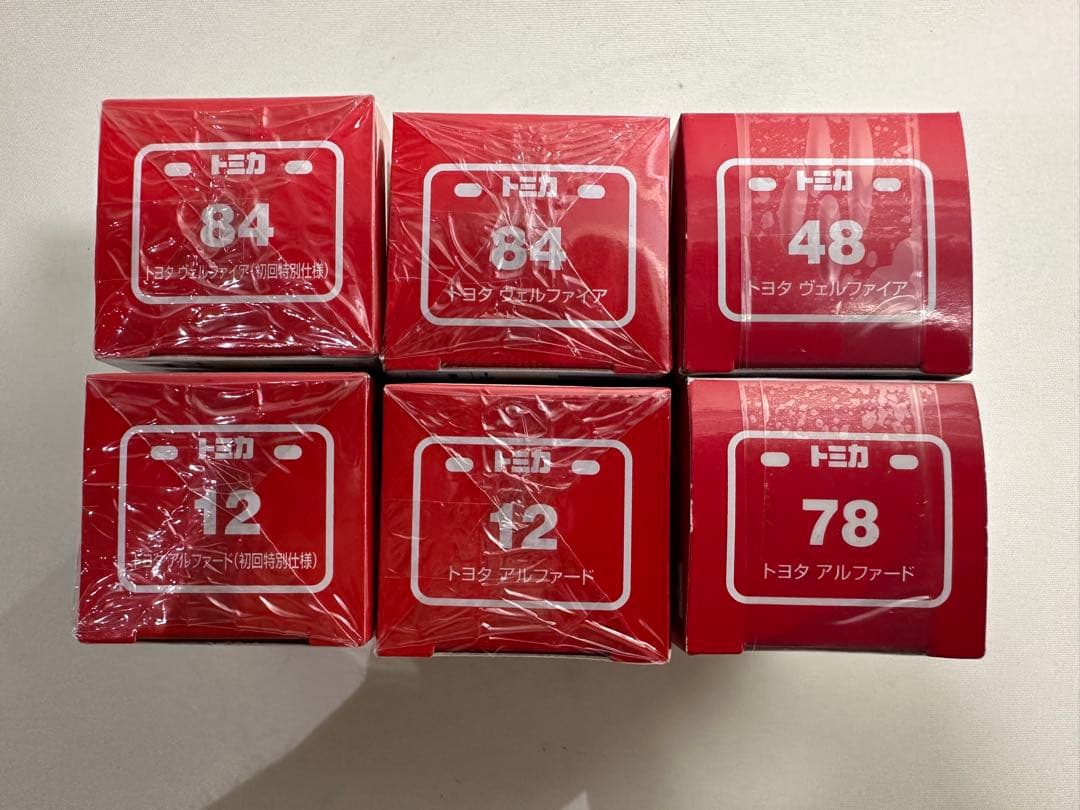 トミカ
84
トヨタ ヴェルファイア(初回特別仕様)
トミカ
84
トヨタ ヴェルファイア
トミカ
48
トヨタ ヴェルファイア
トミカ
12
トヨタ アルファード(初回特別仕様)
トミカ
12
トヨタ アルファード
トミカ
78
トヨタ アルファード